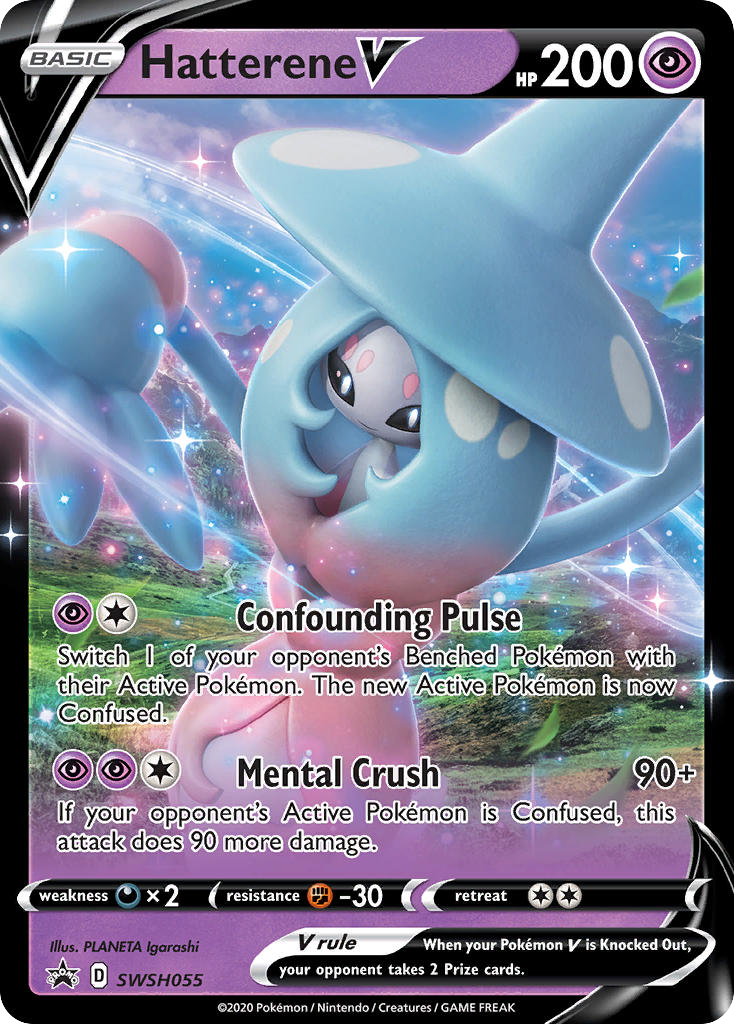 BASIC
Hatterene V
HP 200
Confounding Pulse
Switch 1 of your opponent's Benched Pokémon with
their Active Pokémon. The new Active Pokémon is now
Confused.
Mental Crush 90+
If your opponent's Active Pokémon is Confused, this
attack does 90 more damage.
weakness ×2 resistance -30 retreat
Illus. PLANETA Igarashi
V rule When your Pokémon V is Knocked Out,
your opponent takes 2 Prize cards.
PROMO D SWSH055
©2020 Pokémon / Nintendo / Creatures / GAME FREAK